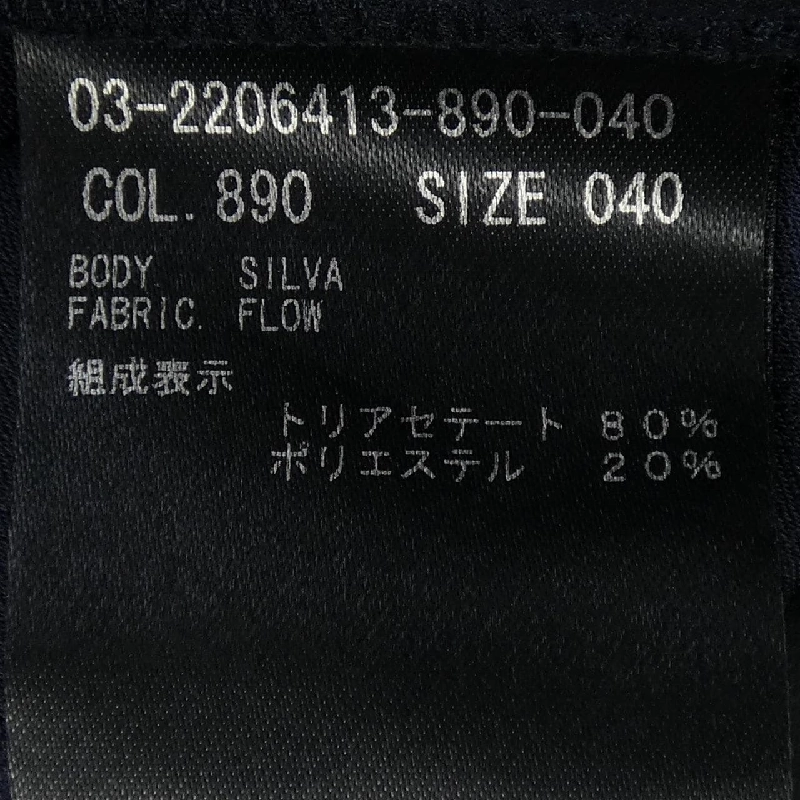 03-2206413-890-040
COL. 890 SIZE 040
BODY. SILVA
FABRIC. FLOW
組成表示
トリアセテート ８０％
ポリエステル ２０％